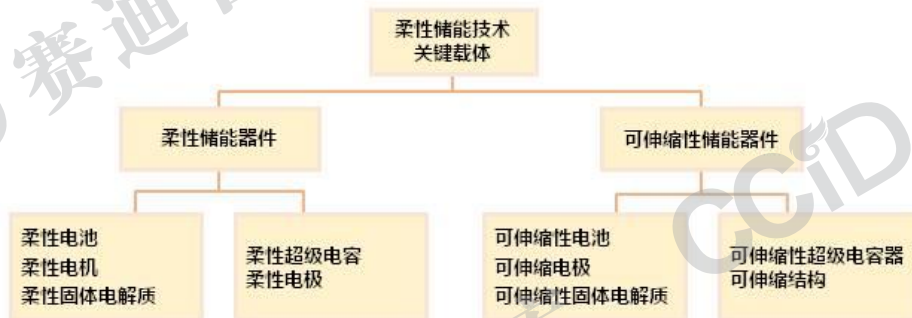 柔性储能技术
关键载体
柔性储能器件
可伸缩性储能器件
柔性电池
柔性电机
柔性固体电解质
柔性超级电容
柔性电极
可伸缩性电池
可伸缩电极
可伸缩性固体电解质
可伸缩性超级电容器
可伸缩结构
赛迪
CCiD